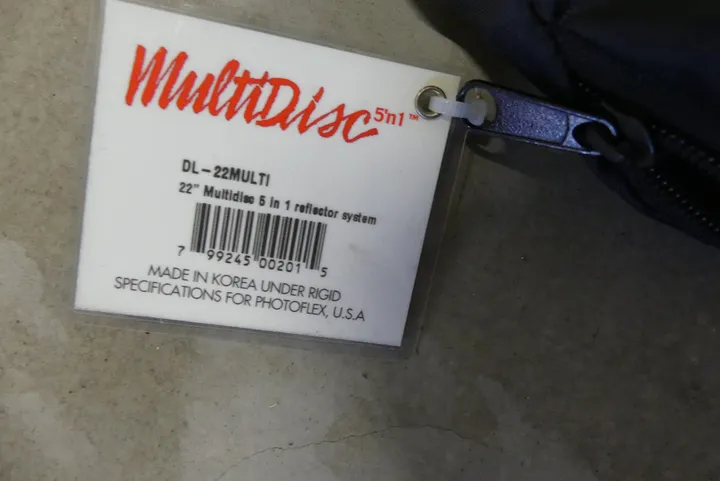 MultiDisc 5'n1™
DL-22MULTI
22" Multidisc 5 in 1 reflector system
7 99245 00201 5
MADE IN KOREA UNDER RIGID
SPECIFICATIONS FOR PHOTOFLEX, U.S.A